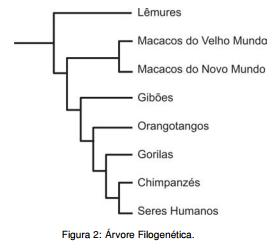 Lêmures
Macacos do Velho Mundo
Macacos do Novo Mundo
Gibões
Orangotangos
Gorilas
Chimpanzés
Seres Humanos
Figura 2: Árvore Filogenética.